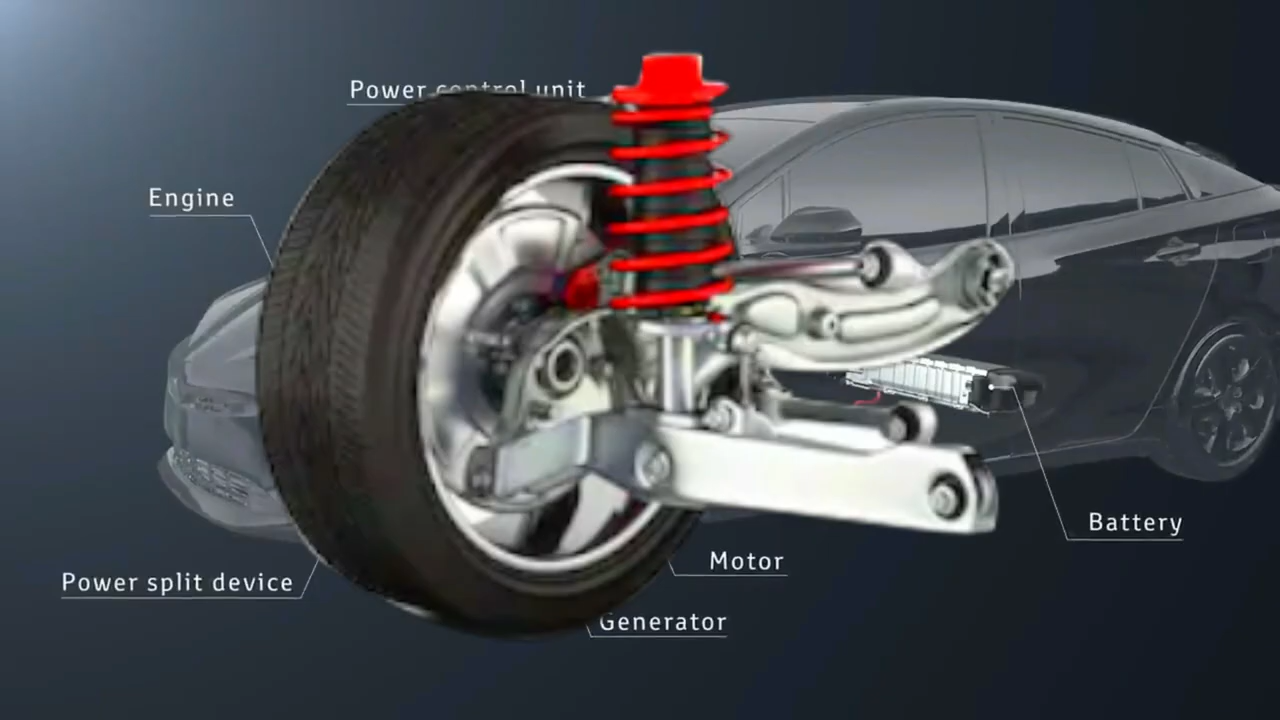 Power control unit
Engine
Battery
Motor
Power split device
Generator